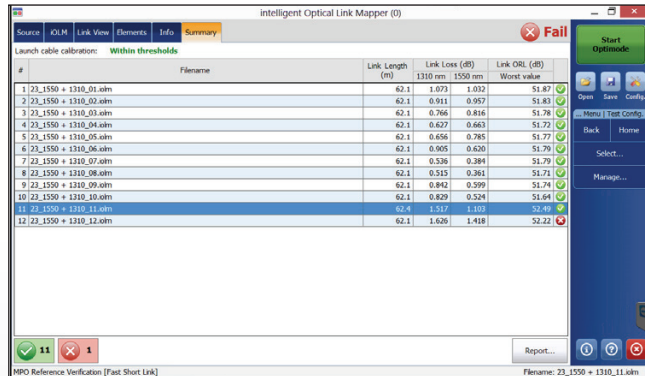 intelligent Optical Link Mapper (0)
Source iOLM Link View Elements Info Summary Fail
Launch cable calibration: Within thresholds
# Filename Link Length (m) Link Loss (dB) Link ORL (dB)
1310 nm 1550 nm Worst value
1 23_1550 + 1310_01.iolm 62.1 1.073 1.032 51.87
2 23_1550 + 1310_02.iolm 62.1 0.911 0.957 51.83
3 23_1550 + 1310_03.iolm 62.1 0.766 0.816 51.78
4 23_1550 + 1310_04.iolm 62.1 0.627 0.663 51.72
5 23_1550 + 1310_05.iolm 62.1 0.656 0.785 51.77
6 23_1550 + 1310_06.iolm 62.1 0.905 0.620 51.79
7 23_1550 + 1310_07.iolm 62.1 0.536 0.384 51.79
8 23_1550 + 1310_08.iolm 62.1 0.515 0.361 51.71
9 23_1550 + 1310_09.iolm 62.1 0.842 0.599 51.74
10 23_1550 + 1310_10.iolm 62.1 0.829 0.524 51.64
11 23_1550 + 1310_11.iolm 62.4 1.517 1.103 52.49
12 23_1550 + 1310_12.iolm 62.1 1.626 1.418 52.22
11 1 Report...
MPO Reference Verification [Fast Short Link] Filename: 23_1550 + 1310_11.iolm
Start
Optimode
Open Save Config.
... Menu | Test Config.
Back Home
Select...
Manage...